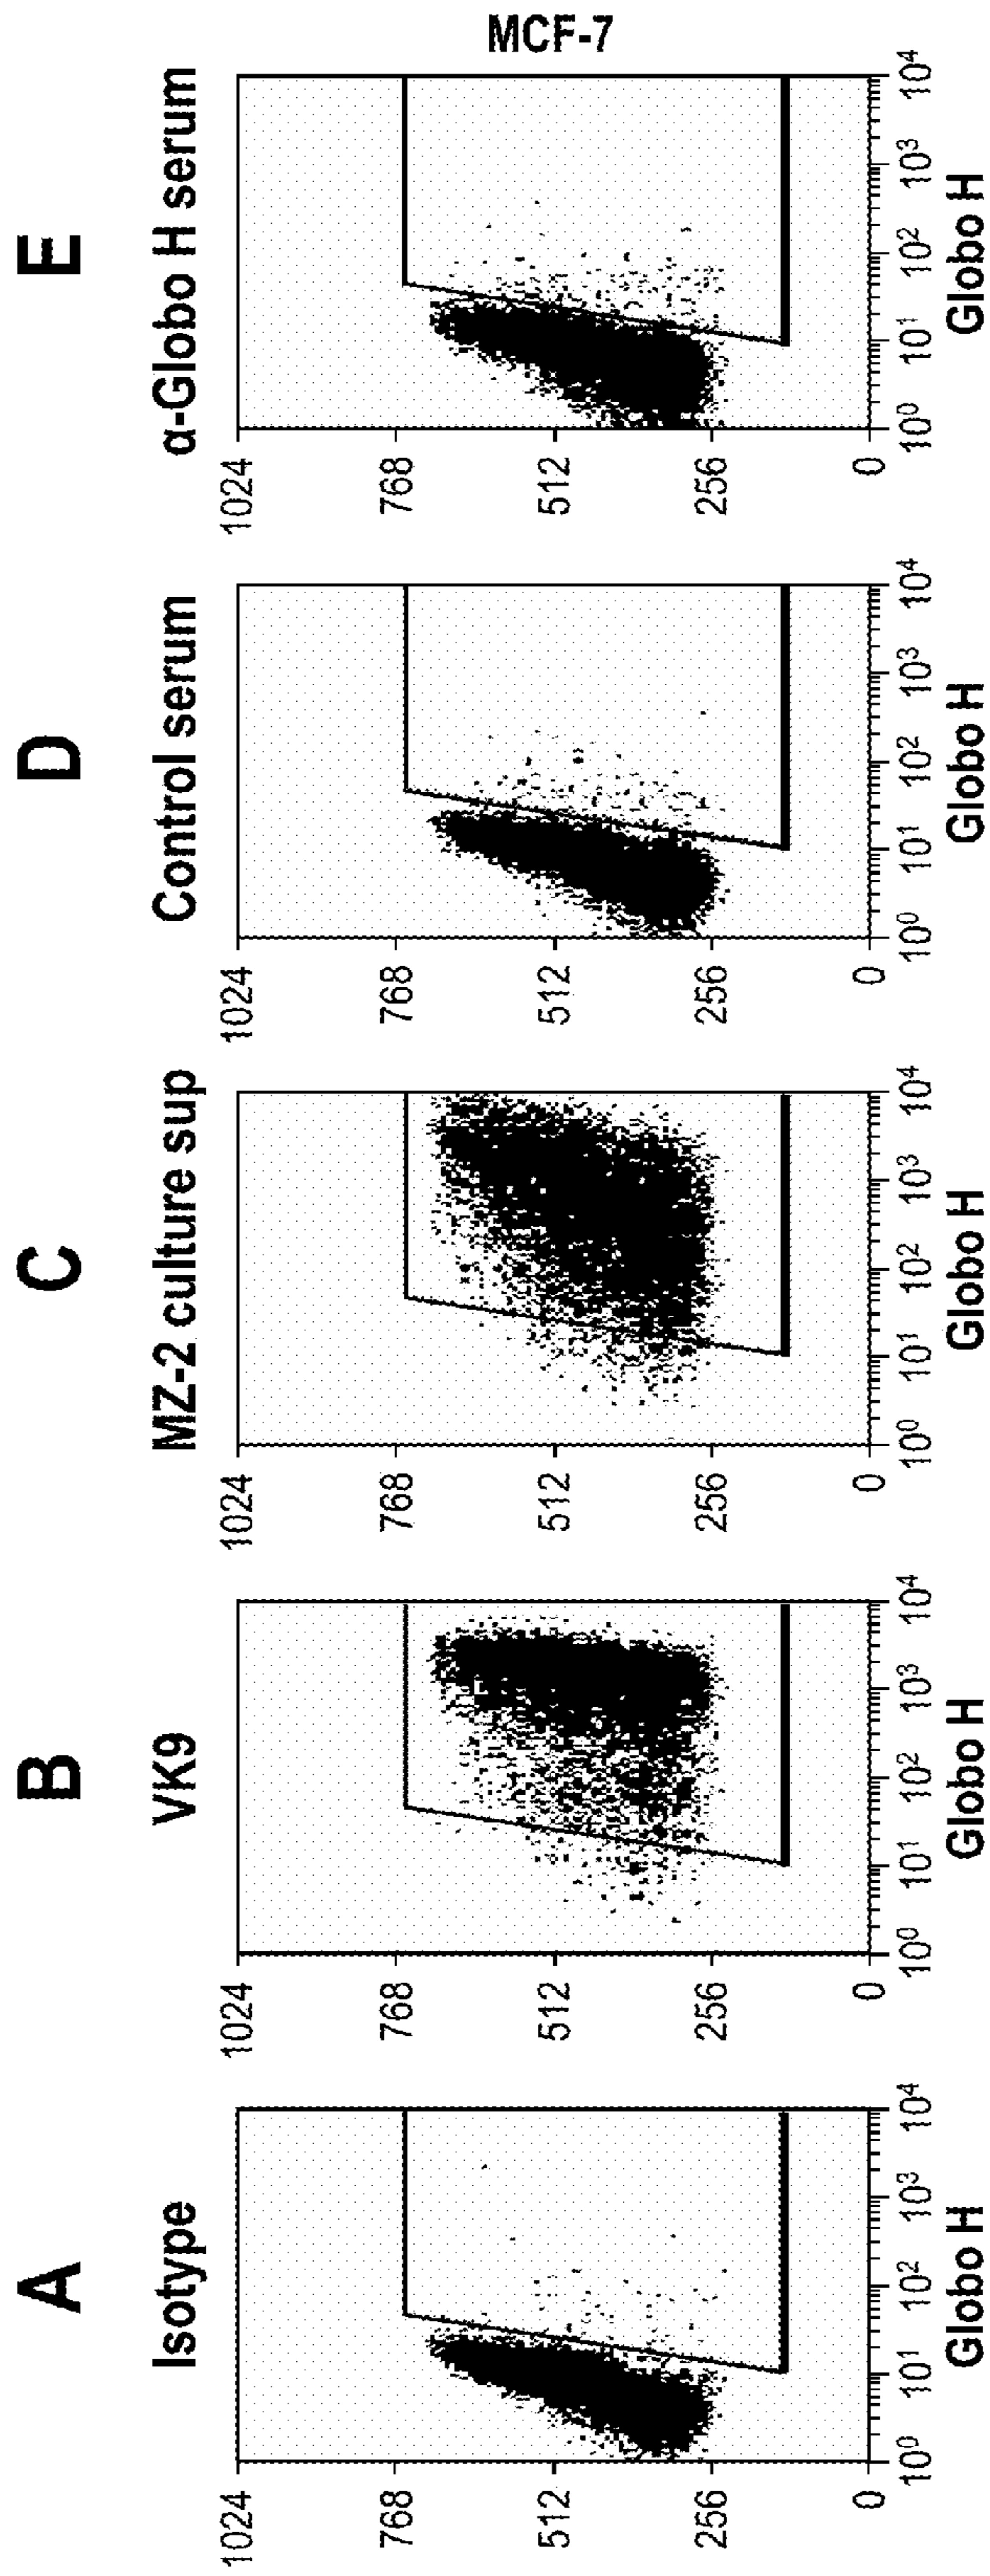 A
Isotype
1024
768
512
256
0
10⁰ 10¹ 10² 10³ 10⁴
Globo H
B
VK9
1024
768
512
256
0
10⁰ 10¹ 10² 10³ 10⁴
Globo H
C
MZ-2 culture sup
1024
768
512
256
0
10⁰ 10¹ 10² 10³ 10⁴
Globo H
D
Control serum
1024
768
512
256
0
10⁰ 10¹ 10² 10³ 10⁴
Globo H
E
α-Globo H serum
1024
768
512
256
0
10⁰ 10¹ 10² 10³ 10⁴
Globo H
MCF-7